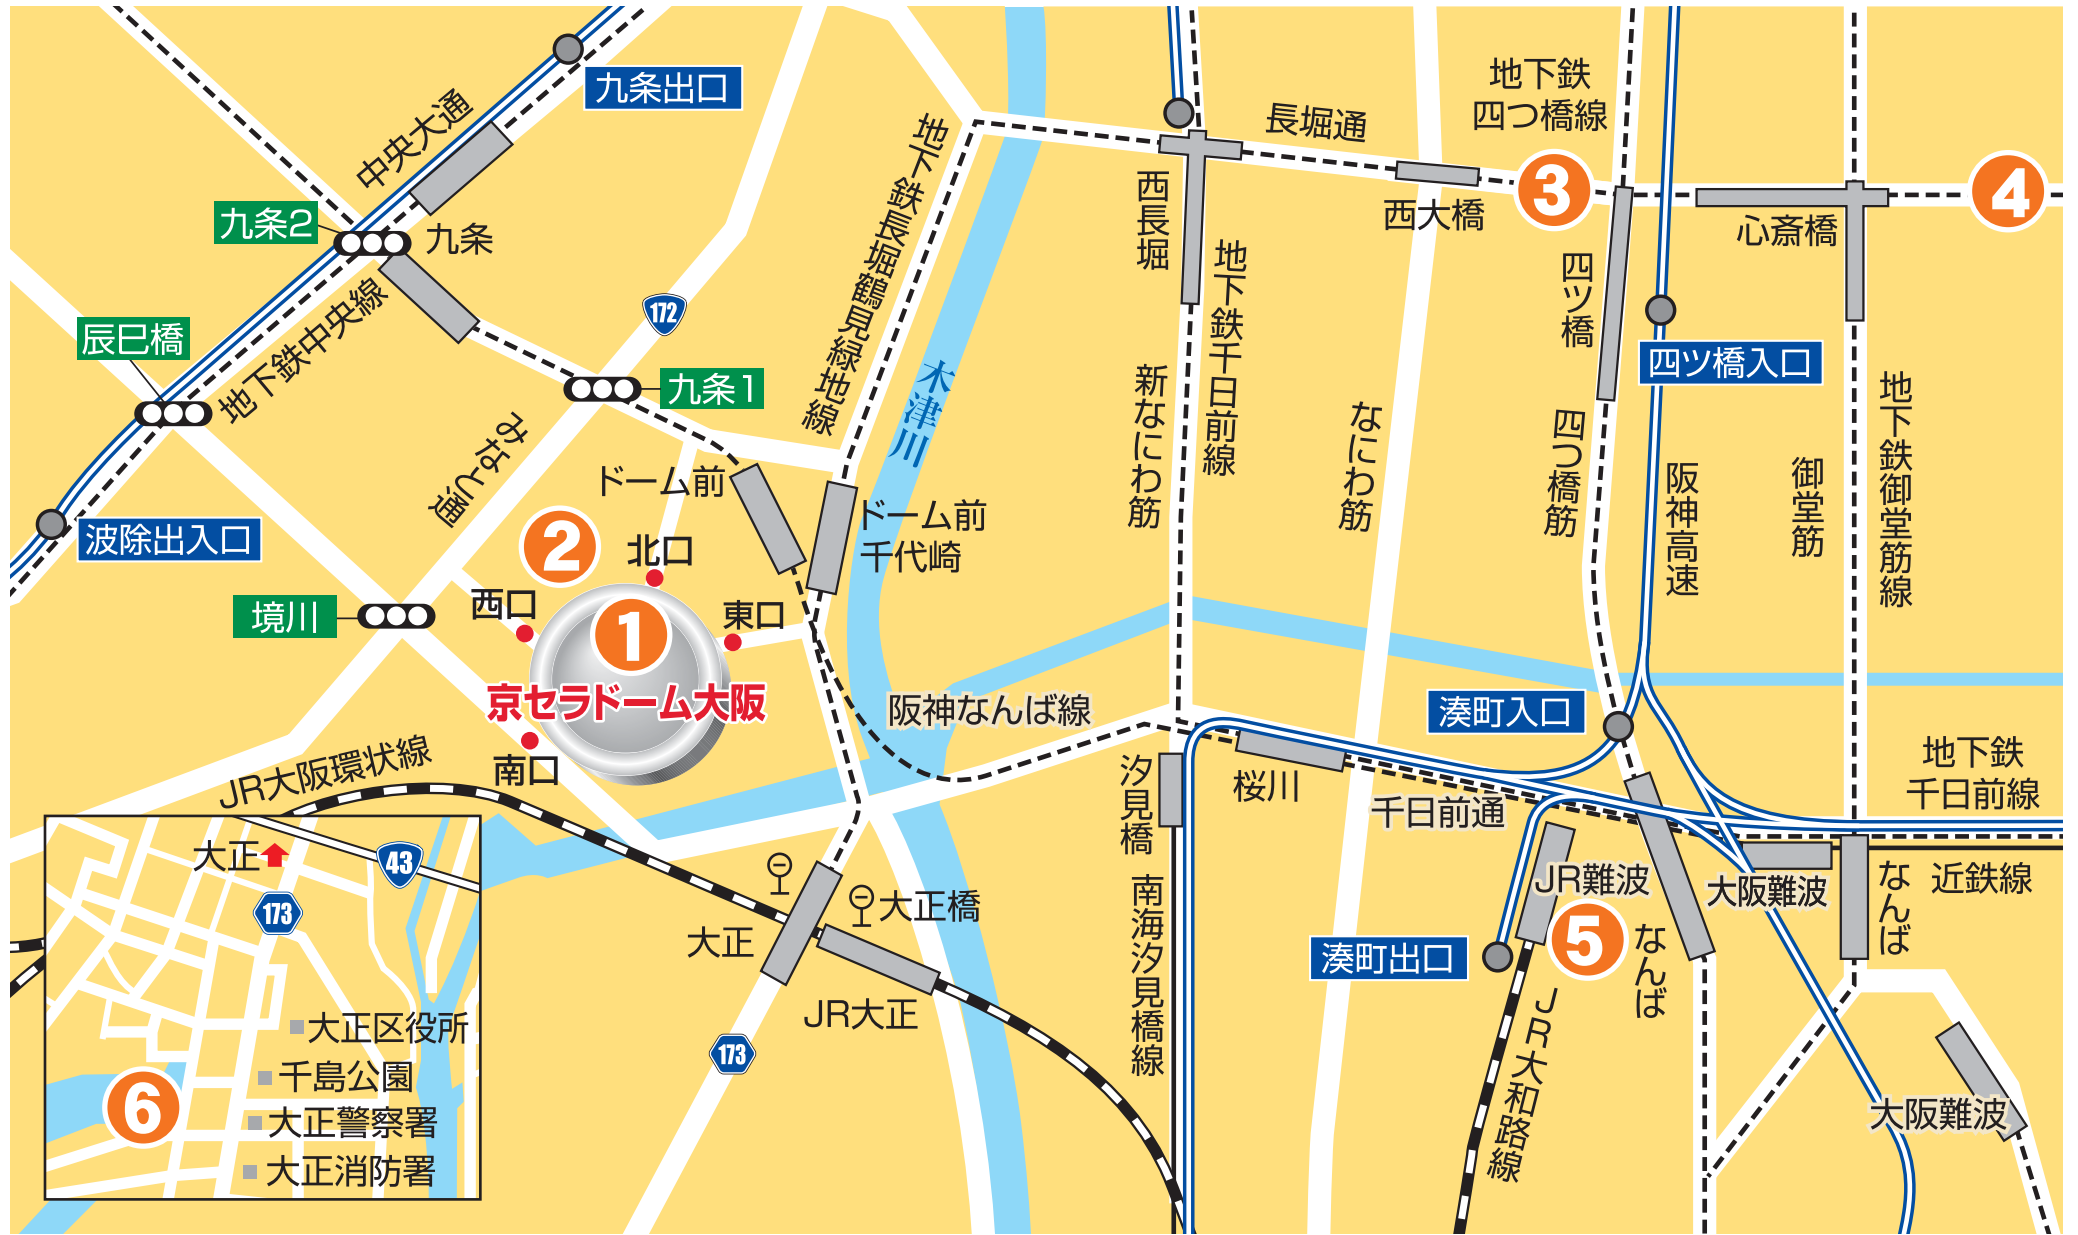 九条出口
中央大通
九条2
九条
辰巳橋
地下鉄中央線
172
九条1
みなと通
波除出入口
境川
地下鉄長堀鶴見緑地線
木津川
ドーム前
ドーム前
千代崎
2
北口
西口
1
東口
京セラドーム大阪
南口
JR大阪環状線
長堀通
地下鉄
四つ橋線
3
4
西長堀
西大橋
心斎橋
地下鉄千日前線
新なにわ筋
なにわ筋
四ツ橋
四ツ橋入口
四つ橋筋
阪神高速
御堂筋
地下鉄御堂筋線
阪神なんば線
湊町入口
汐見橋
桜川
千日前通
地下鉄
千日前線
JR難波
大阪難波
なんば
近鉄線
5
なんば
湊町出口
南海汐見橋線
JR大和路線
大阪難波
大正
大正橋
JR大正
173
大正
43
173
大正区役所
千島公園
6
大正警察署
大正消防署